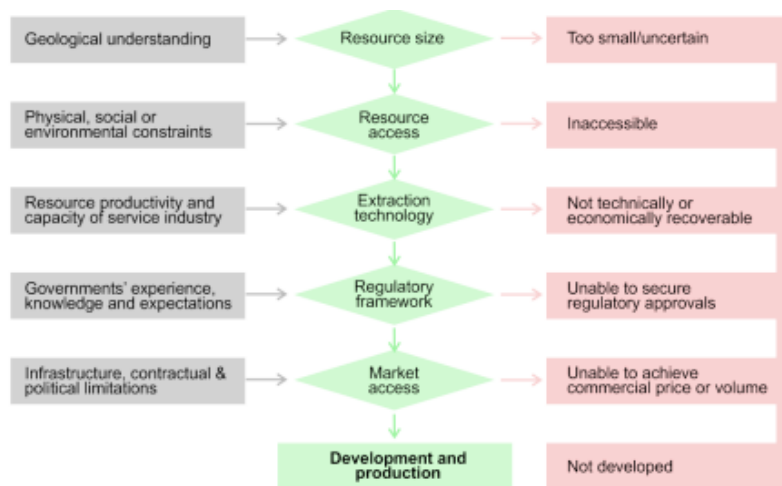 Geological understanding
Resource size
Too small/uncertain
Physical, social or
environmental constraints
Resource
access
Inaccessible
Resource productivity and
capacity of service industry
Extraction
technology
Not technically or
economically recoverable
Governments' experience,
knowledge and expectations
Regulatory
framework
Unable to secure
regulatory approvals
Infrastructure, contractual &
political limitations
Market
access
Unable to achieve
commercial price or volume
Development and
production
Not developed